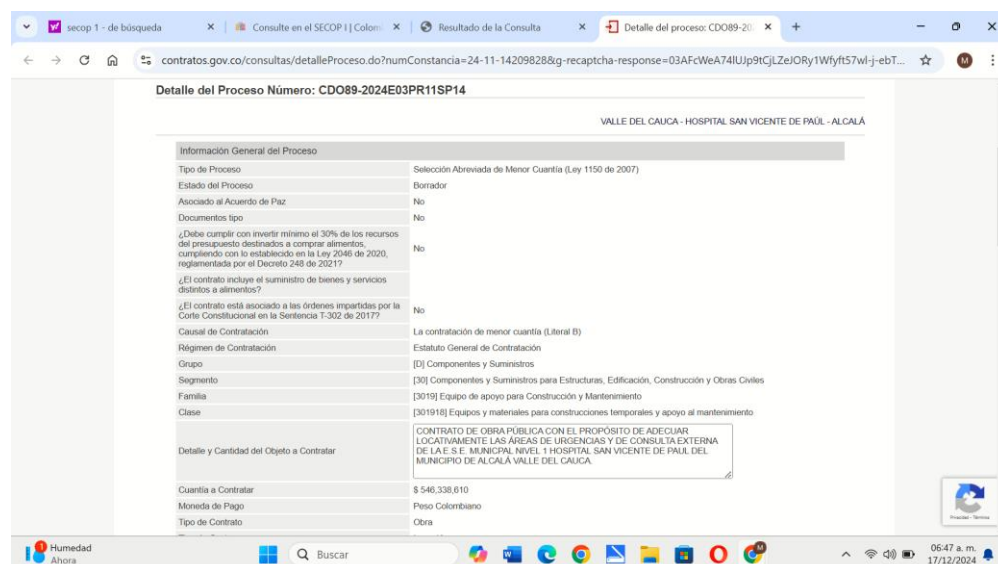 secop 1 - de búsqueda
Consulte en el SECOP I | Colom
Resultado de la Consulta
Detalle del proceso: CDO89-20
contratos.gov.co/consultas/detalleProceso.do?numConstancia=24-11-14209828&g-recaptcha-response=03AFcWeA74lUJp9tCjLZeJORy1Wfyft57wl-j-ebT...
M
Detalle del Proceso Número: CDO89-2024E03PR11SP14
VALLE DEL CAUCA - HOSPITAL SAN VICENTE DE PAÚL - ALCALÁ
Información General del Proceso
Tipo de Proceso Selección Abreviada de Menor Cuantía (Ley 1150 de 2007)
Estado del Proceso Borrador
Asociado al Acuerdo de Paz No
Documentos tipo No
¿Debe cumplir con invertir mínimo el 30% de los recursos
del presupuesto destinados a comprar alimentos,
cumpliendo con lo establecido en la Ley 2046 de 2020,
reglamentada por el Decreto 248 de 2021?
No
¿El contrato incluye el suministro de bienes y servicios
distintos a alimentos?
¿El contrato está asociado a las órdenes impartidas por la
Corte Constitucional en la Sentencia T-302 de 2017?
No
Causal de Contratación La contratación de menor cuantía (Literal B)
Régimen de Contratación Estatuto General de Contratación
Grupo [D] Componentes y Suministros
Segmento [30] Componentes y Suministros para Estructuras, Edificación, Construcción y Obras Civiles
Familia [3019] Equipo de apoyo para Construcción y Mantenimiento
Clase [301918] Equipos y materiales para construcciones temporales y apoyo al mantenimiento
Detalle y Cantidad del Objeto a Contratar
CONTRATO DE OBRA PÚBLICA CON EL PROPÓSITO DE ADECUAR
LOCATIVAMENTE LAS ÁREAS DE URGENCIAS Y DE CONSULTA EXTERNA
DE LA E.S.E. MUNICPAL NIVEL 1 HOSPITAL SAN VICENTE DE PAUL DEL
MUNICIPIO DE ALCALÁ VALLE DEL CAUCA.
Cuantía a Contratar $ 546,338,610
Moneda de Pago Peso Colombiano
Tipo de Contrato Obra
Privacidad - Términos
1
Humedad
Ahora
Buscar
06:47 a. m.
17/12/2024